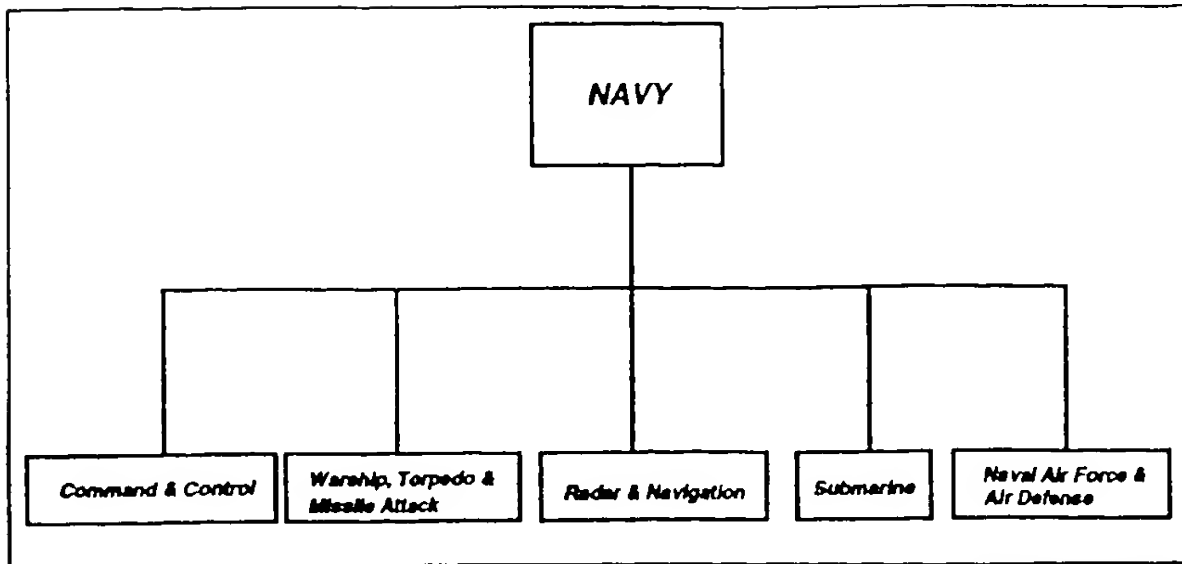 NAVY
Command & Control
Warship, Torpedo &
Missile Attack
Radar & Navigation
Submarine
Naval Air Force &
Air Defense